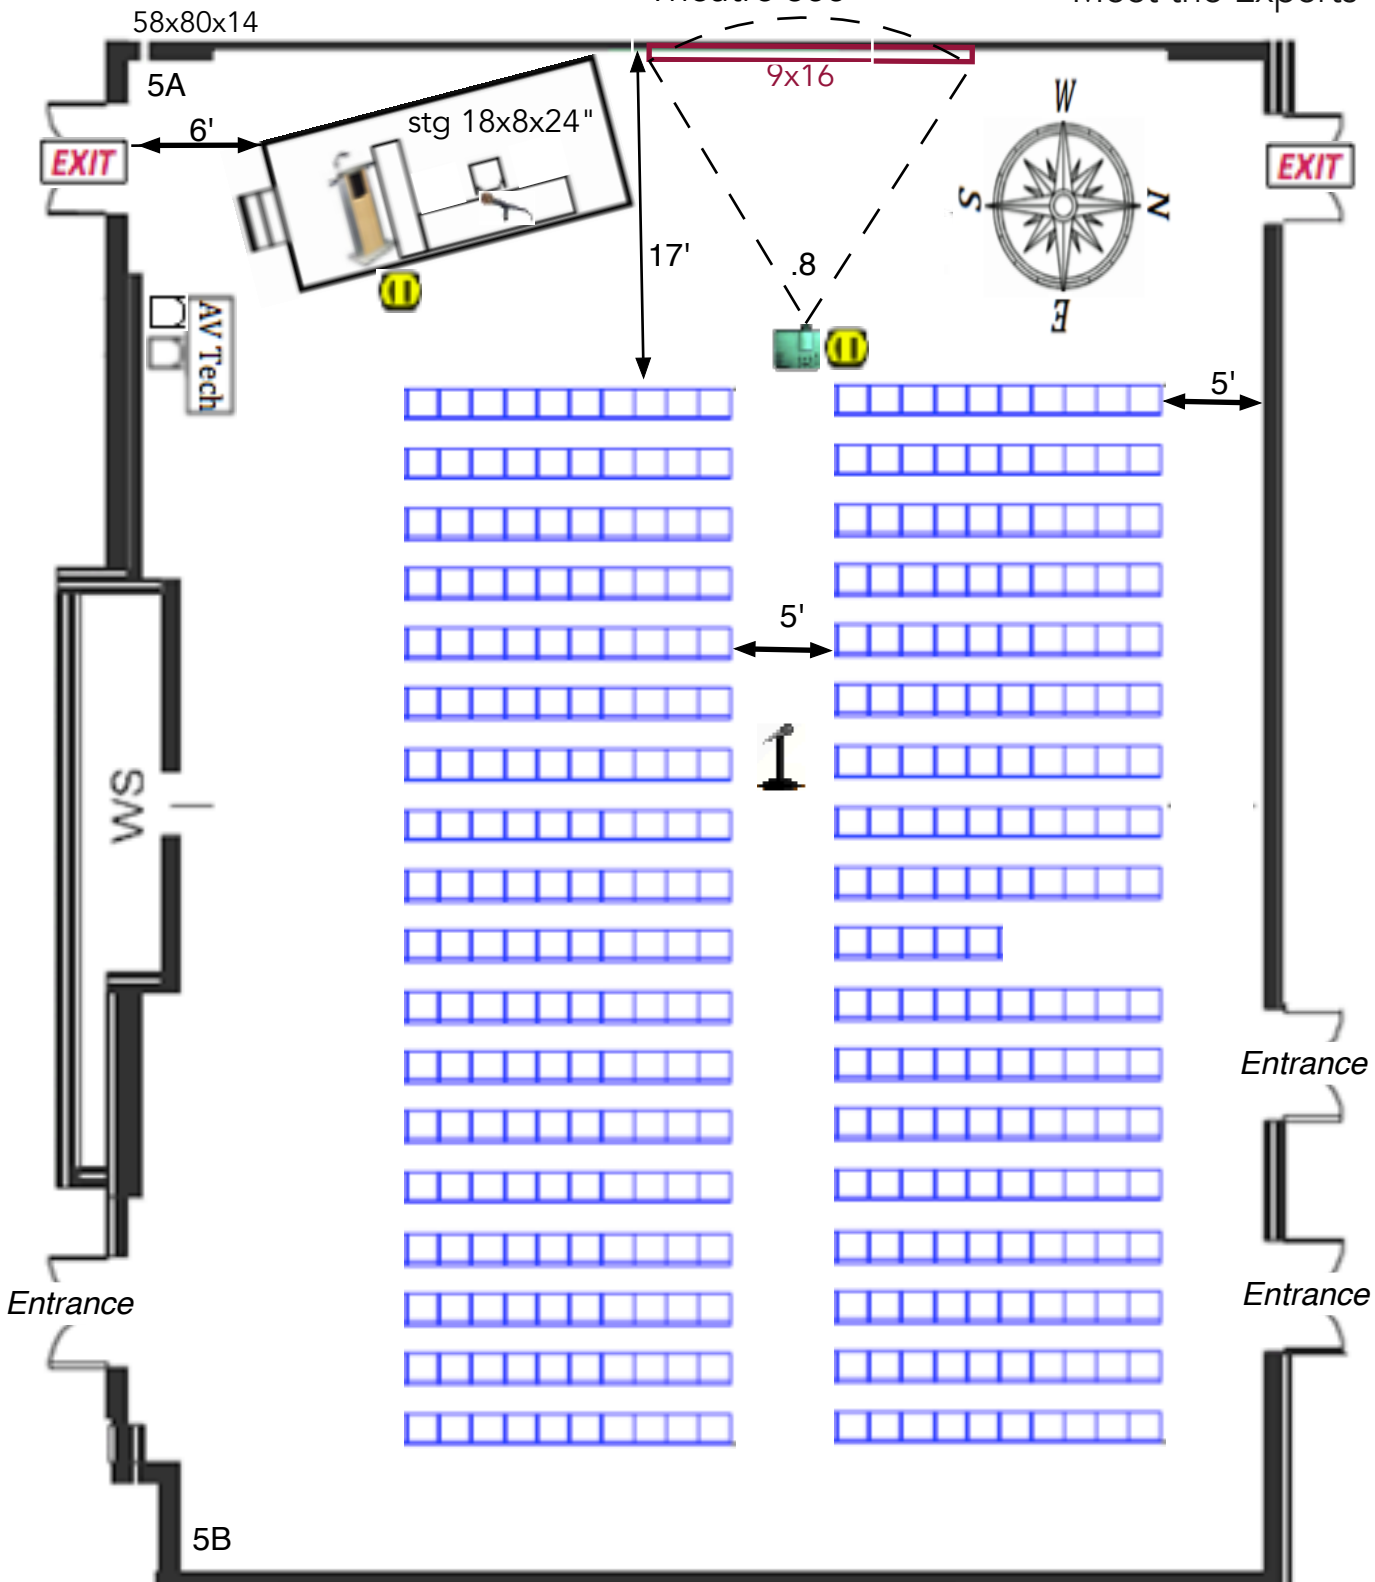 58x80x14
5A
9x16
W
6'
stg 18x8x24"
EXIT
EXIT
S
N
17'
.8
E
AV Tech
5'
5'
WS
Entrance
Entrance
Entrance
5B